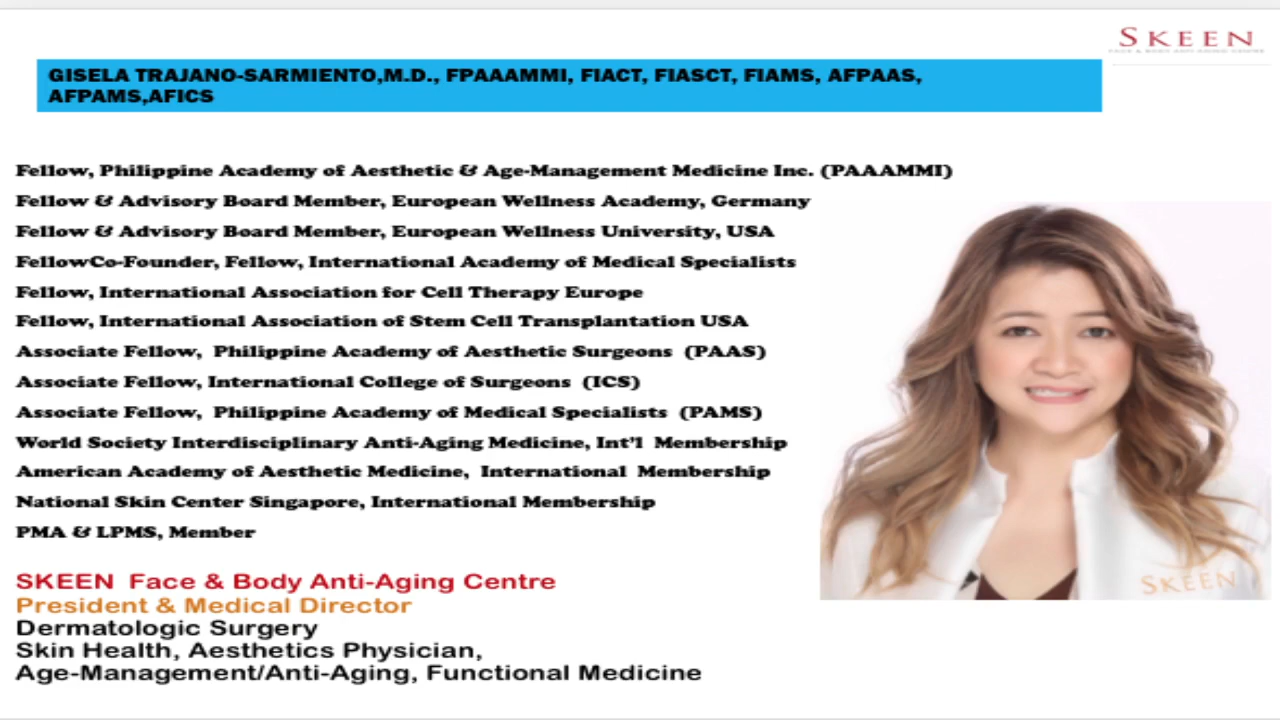 SKEEN
FACE & BODY ANTI-AGING CENTRE
GISELA TRAJANO-SARMIENTO,M.D., FPAAAMMI, FIACT, FIASCT, FIAMS, AFPAAS,
AFPAMS,AFICS
Fellow, Philippine Academy of Aesthetic & Age-Management Medicine Inc. (PAAAMMI)
Fellow & Advisory Board Member, European Wellness Academy, Germany
Fellow & Advisory Board Member, European Wellness University, USA
FellowCo-Founder, Fellow, International Academy of Medical Specialists
Fellow, International Association for Cell Therapy Europe
Fellow, International Association of Stem Cell Transplantation USA
Associate Fellow, Philippine Academy of Aesthetic Surgeons (PAAS)
Associate Fellow, International College of Surgeons (ICS)
Associate Fellow, Philippine Academy of Medical Specialists (PAMS)
World Society Interdisciplinary Anti-Aging Medicine, Int'l Membership
American Academy of Aesthetic Medicine, International Membership
National Skin Center Singapore, International Membership
PMA & LPMS, Member
SKEEN
SKEEN Face & Body Anti-Aging Centre
President & Medical Director
Dermatologic Surgery
Skin Health, Aesthetics Physician,
Age-Management/Anti-Aging, Functional Medicine